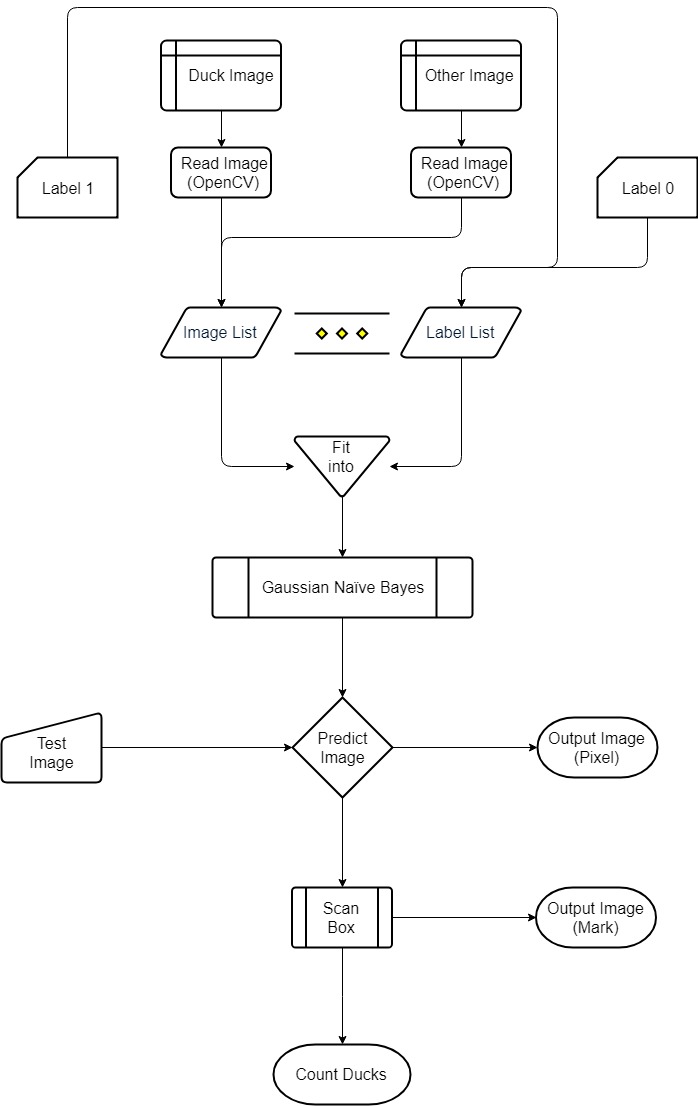 Duck Image
Other Image
Read Image
(OpenCV)
Read Image
(OpenCV)
Label 1
Label 0
Image List
Label List
Fit
into
Gaussian Naïve Bayes
Test
Image
Predict
Image
Output Image
(Pixel)
Scan
Box
Output Image
(Mark)
Count Ducks